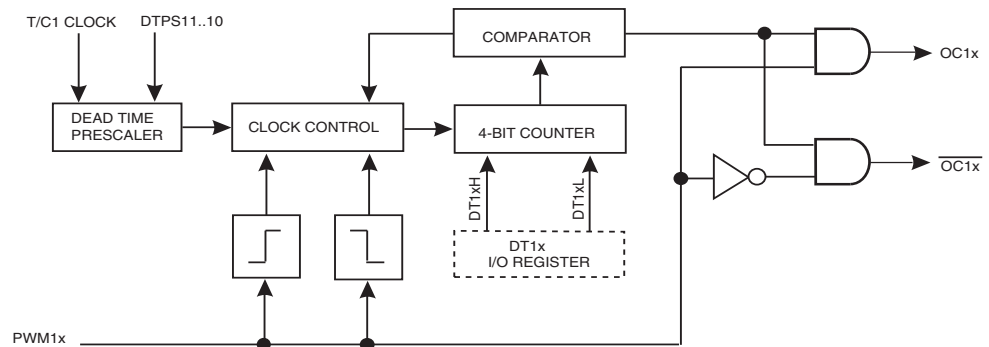 T/C1 CLOCK
DTPS11..10
COMPARATOR
OC1x
DEAD TIME
PRESCALER
CLOCK CONTROL
4-BIT COUNTER
OC1x
DT1xH
DT1xL
DT1x
I/O REGISTER
PWM1x